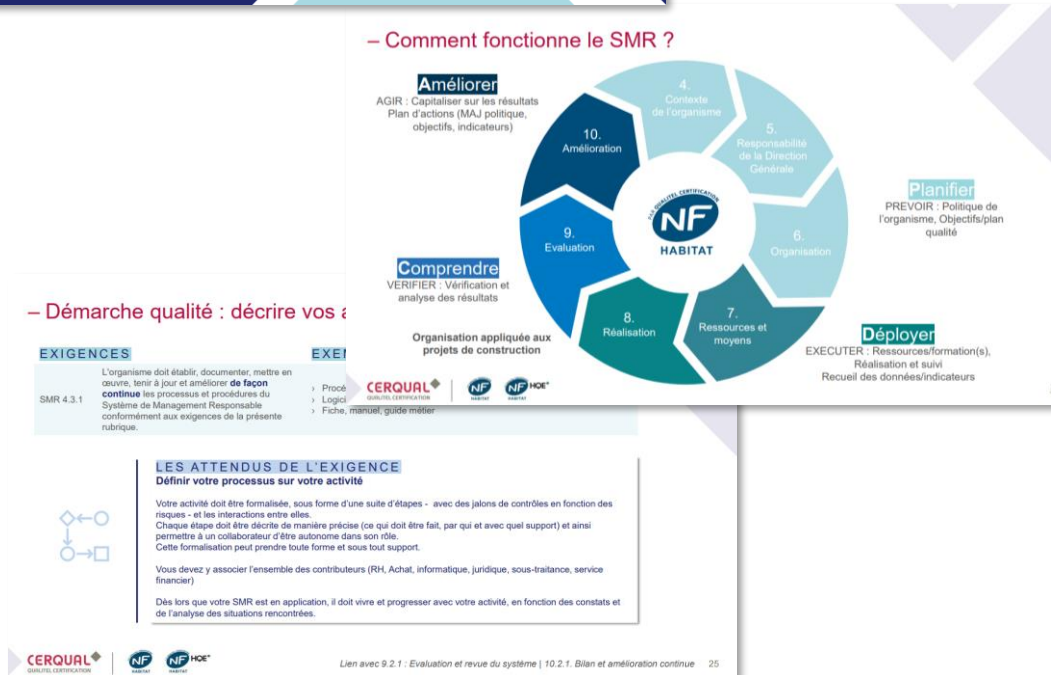 – Comment fonctionne le SMR ?
Améliorer
AGIR : Capitaliser sur les résultats
Plan d'actions (MAJ politique,
objectifs, indicateurs)
4.
Contexte
de l'organisme
5.
Responsabilité
de la Direction
Générale
10.
Amélioration
PAR QUALITEL CERTIFICATION
NF
HABITAT
Planifier
PREVOIR : Politique de
l'organisme, Objectifs/plan
qualité
9.
Evaluation
6.
Organisation
Comprendre
VERIFIER : Vérification et
analyse des résultats
8.
Réalisation
7.
Ressources et
moyens
Organisation appliquée aux
projets de construction
Déployer
EXECUTER : Ressources/formation(s),
Réalisation et suivi
Recueil des données/indicateurs
CERQUAL
QUALITEL CERTIFICATION
NF
HABITAT
NF HQE
HABITAT
– Démarche qualité : décrire vos
EXIGENCES
SMR 4.3.1
L'organisme doit établir, documenter, mettre en
œuvre, tenir à jour et améliorer de façon
continue les processus et procédures du
Système de Management Responsable
conformément aux exigences de la présente
rubrique.
› Fiche, manuel, guide métier
LES ATTENDUS DE L'EXIGENCE
Définir votre processus sur votre activité
Votre activité doit être formalisée, sous forme d'une suite d'étapes - avec des jalons de contrôles en fonction des
risques - et les interactions entre elles.
Chaque étape doit être décrite de manière précise (ce qui doit être fait, par qui et avec quel support) et ainsi
permettre à un collaborateur d'être autonome dans son rôle.
Cette formalisation peut prendre toute forme et sous tout support.
Vous devez y associer l'ensemble des contributeurs (RH, Achat, informatique, juridique, sous-traitance, service
financier)
Dès lors que votre SMR est en application, il doit vivre et progresser avec votre activité, en fonction des constats et
de l'analyse des situations rencontrées.
CERQUAL
QUALITEL CERTIFICATION
NF
HABITAT
NF HQE
HABITAT
Lien avec 9.2.1 : Evaluation et revue du système | 10.2.1. Bilan et amélioration continue 25